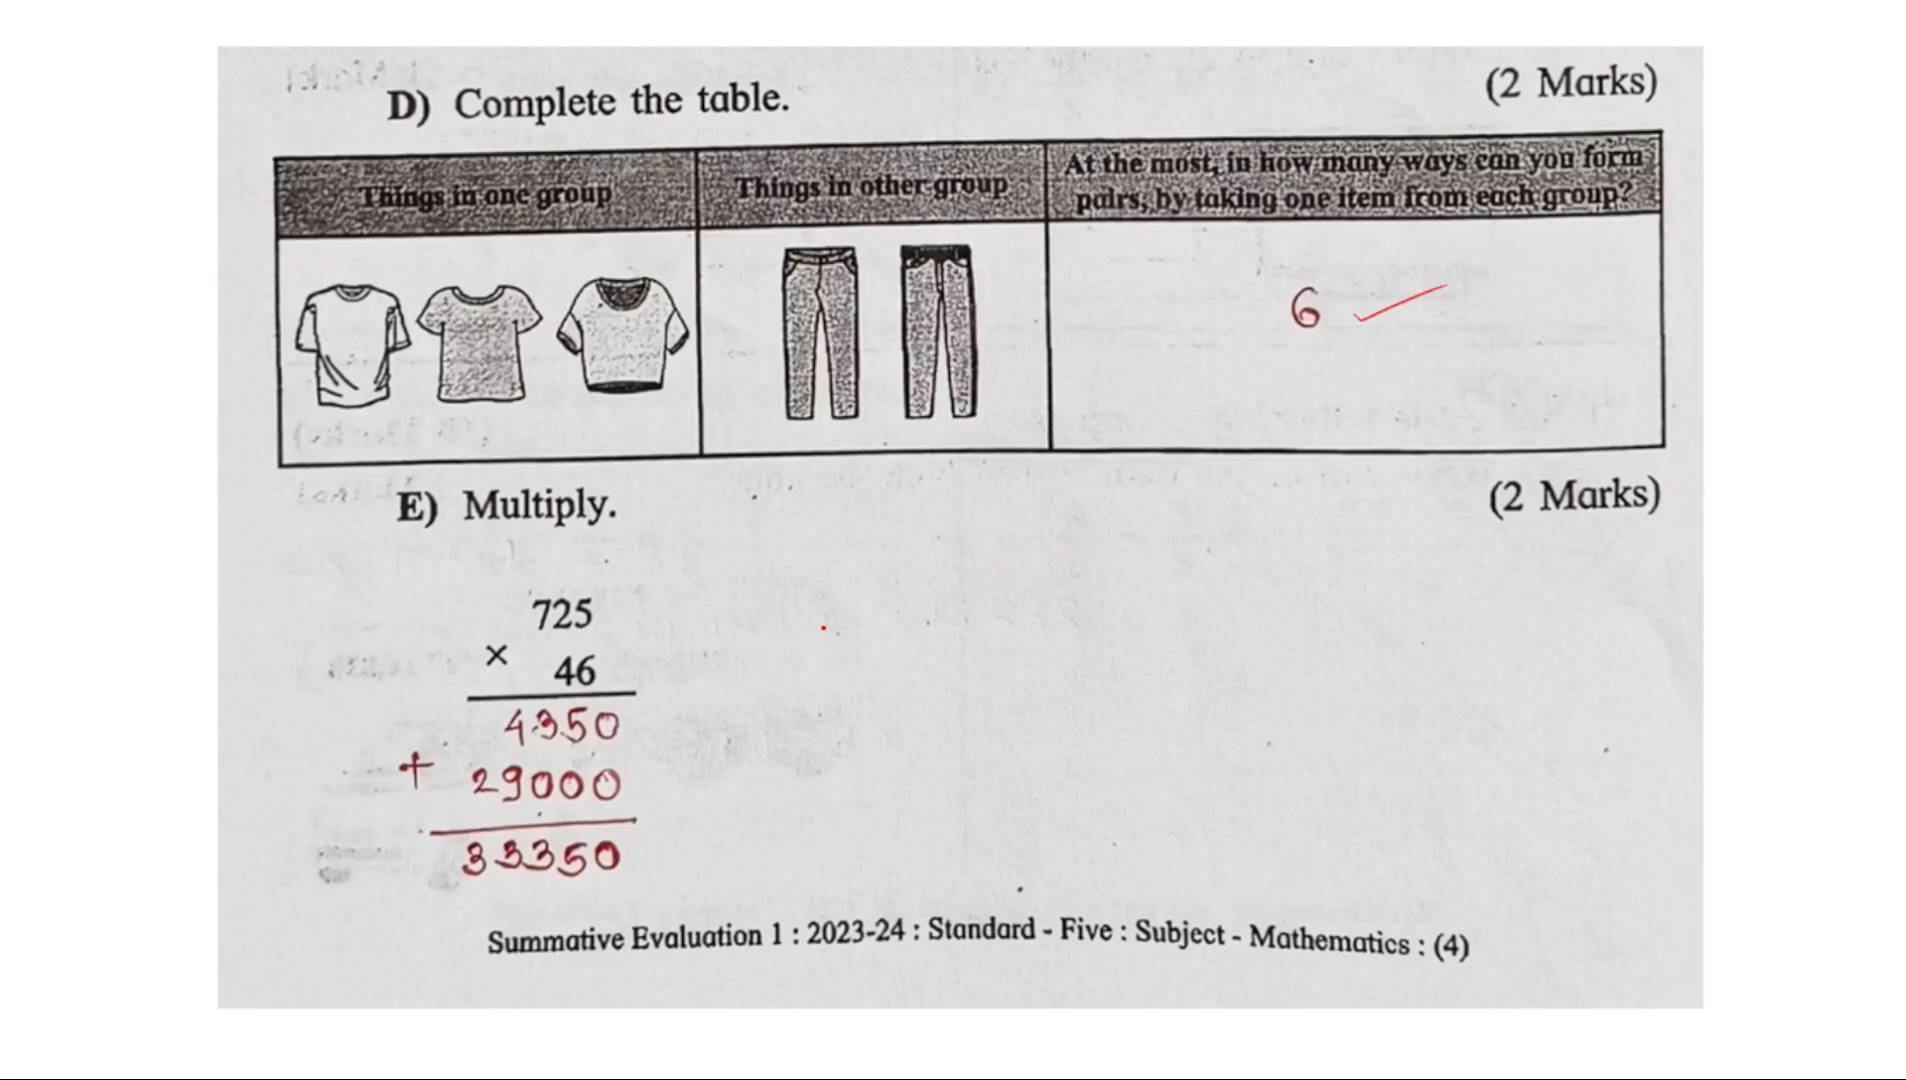 D) Complete the table. (2 Marks)
Things in one group
Things in other group
At the most, in how many ways can you form
pairs, by taking one item from each group?
6
E) Multiply. (2 Marks)
725
× 46
4350
+ 29000
33350
Summative Evaluation 1 : 2023-24 : Standard - Five : Subject - Mathematics : (4)